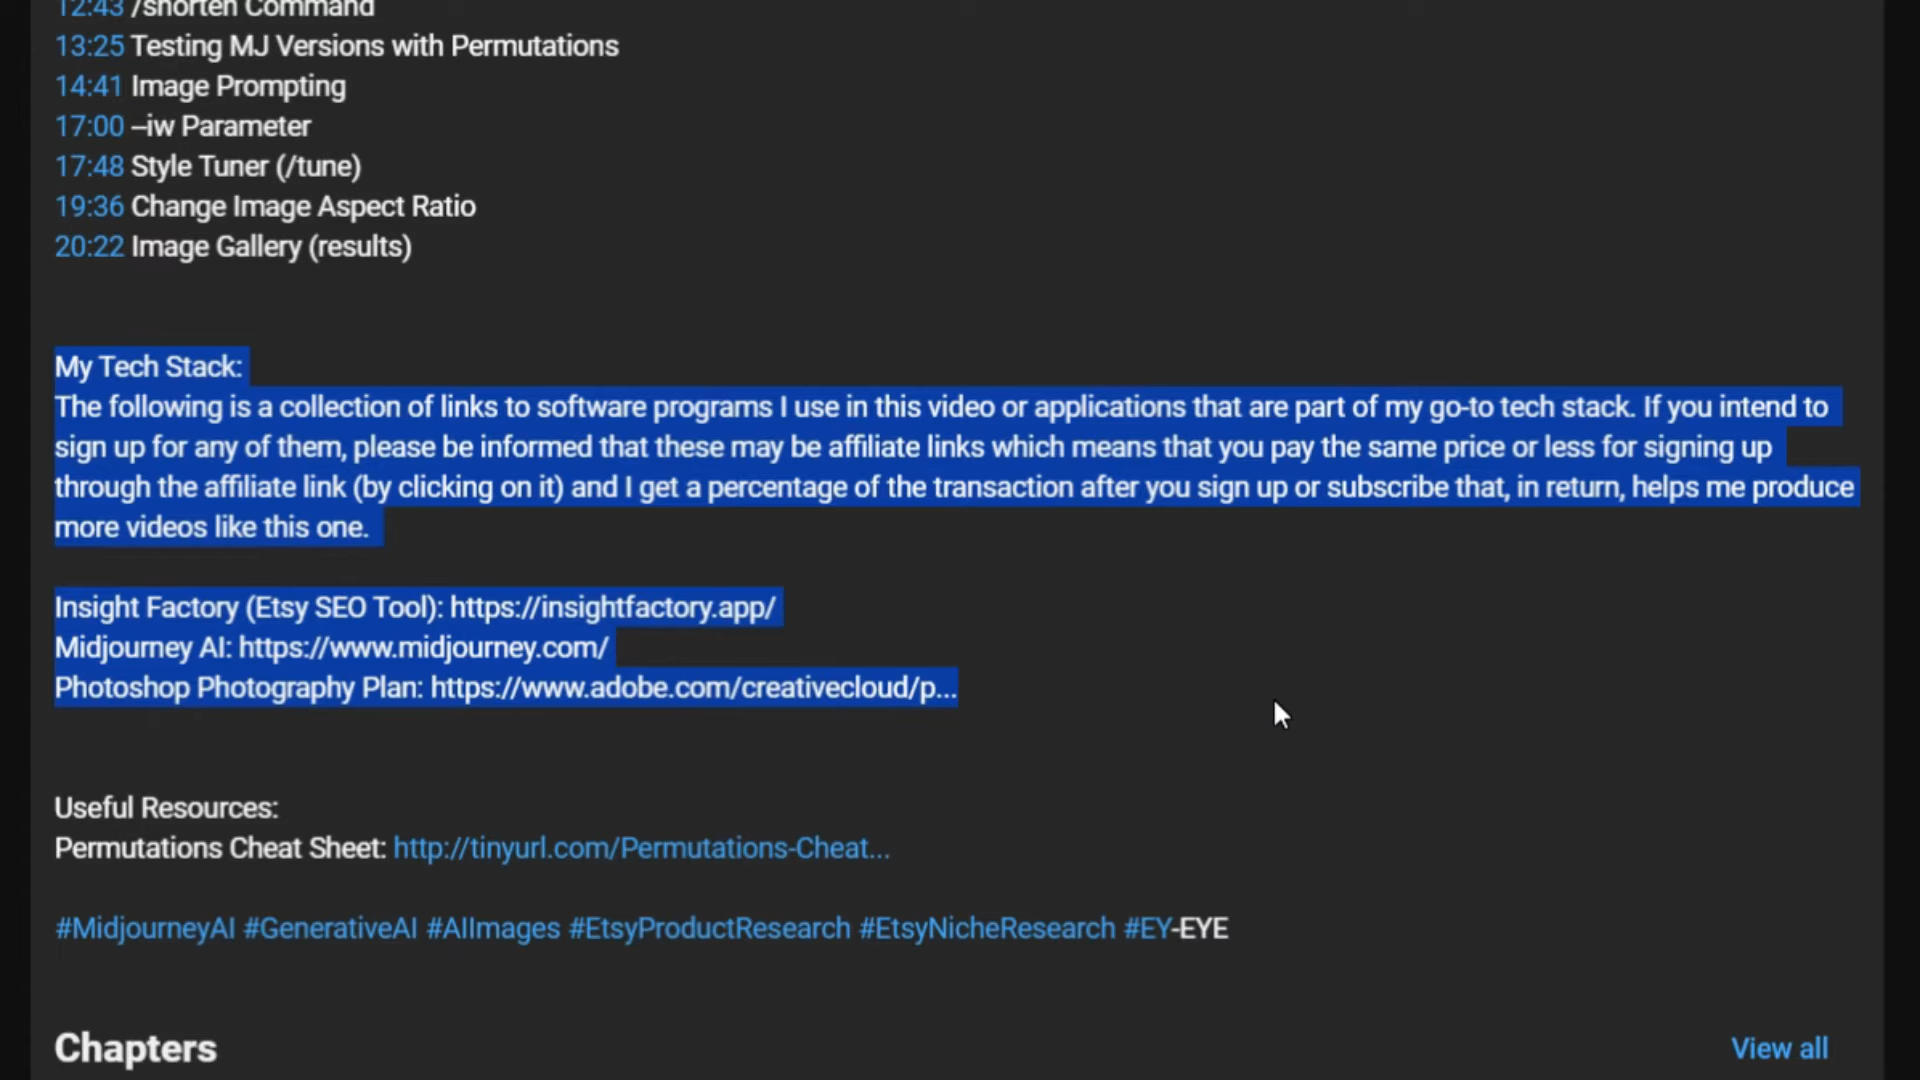 12:43 /shorten Command
13:25 Testing MJ Versions with Permutations
14:41 Image Prompting
17:00 –iw Parameter
17:48 Style Tuner (/tune)
19:36 Change Image Aspect Ratio
20:22 Image Gallery (results)
My Tech Stack:
The following is a collection of links to software programs I use in this video or applications that are part of my go-to tech stack. If you intend to
sign up for any of them, please be informed that these may be affiliate links which means that you pay the same price or less for signing up
through the affiliate link (by clicking on it) and I get a percentage of the transaction after you sign up or subscribe that, in return, helps me produce
more videos like this one.
Insight Factory (Etsy SEO Tool): https://insightfactory.app/
Midjourney AI: https://www.midjourney.com/
Photoshop Photography Plan: https://www.adobe.com/creativecloud/p...
Useful Resources:
Permutations Cheat Sheet: http://tinyurl.com/Permutations-Cheat...
#MidjourneyAI #GenerativeAI #AIImages #EtsyProductResearch #EtsyNicheResearch #EY-EYE
Chapters View all